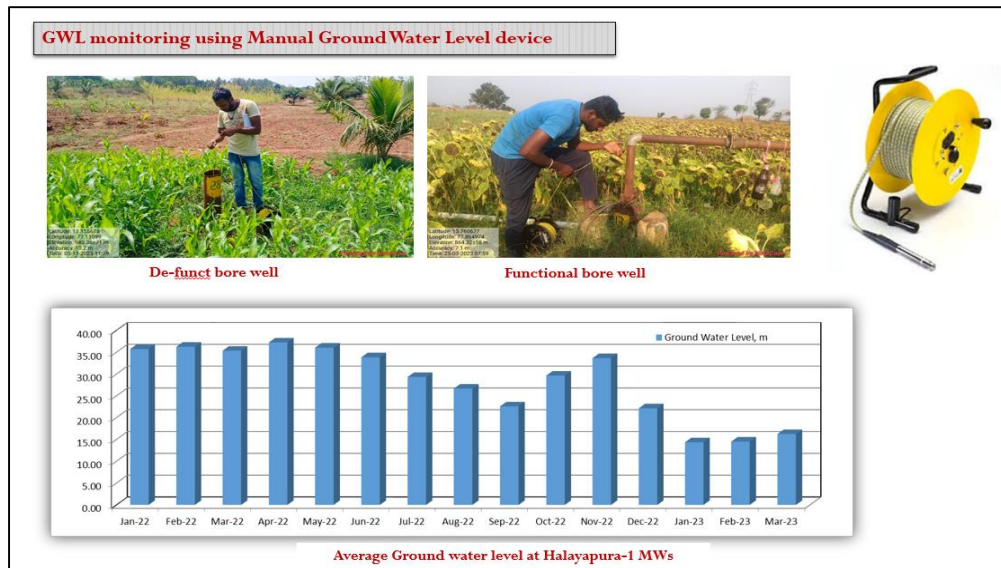 GWL monitoring using Manual Ground Water Level device
De-funct bore well
Functional bore well
40.00
35.00
30.00
25.00
20.00
15.00
10.00
5.00
0.00
Ground Water Level, m
Jan-22 Feb-22 Mar-22 Apr-22 May-22 Jun-22 Jul-22 Aug-22 Sep-22 Oct-22 Nov-22 Dec-22 Jan-23 Feb-23 Mar-23
Average Ground water level at Halayapura-1 MWs